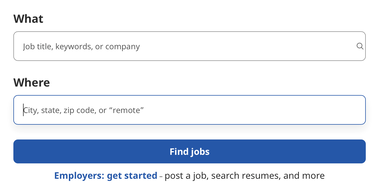 What
Job title, keywords, or company
Where
City, state, zip code, or “remote”
Find jobs
Employers: get started - post a job, search resumes, and more